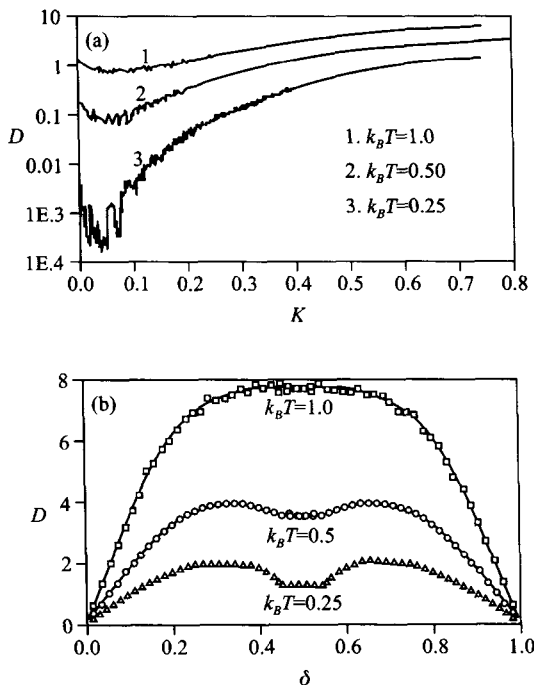 (a)
10
1
0.1
0.01
1E-3
1E.4
D
1
2
3
1. k_BT=1.0
2. k_BT=0.50
3. k_BT=0.25
0.0 0.1 0.2 0.3 0.4 0.5 0.6 0.7 0.8
K
(b)
8
6
4
2
0
D
k_BT=1.0
k_BT=0.5
k_BT=0.25
0.0 0.2 0.4 0.6 0.8 1.0
δ